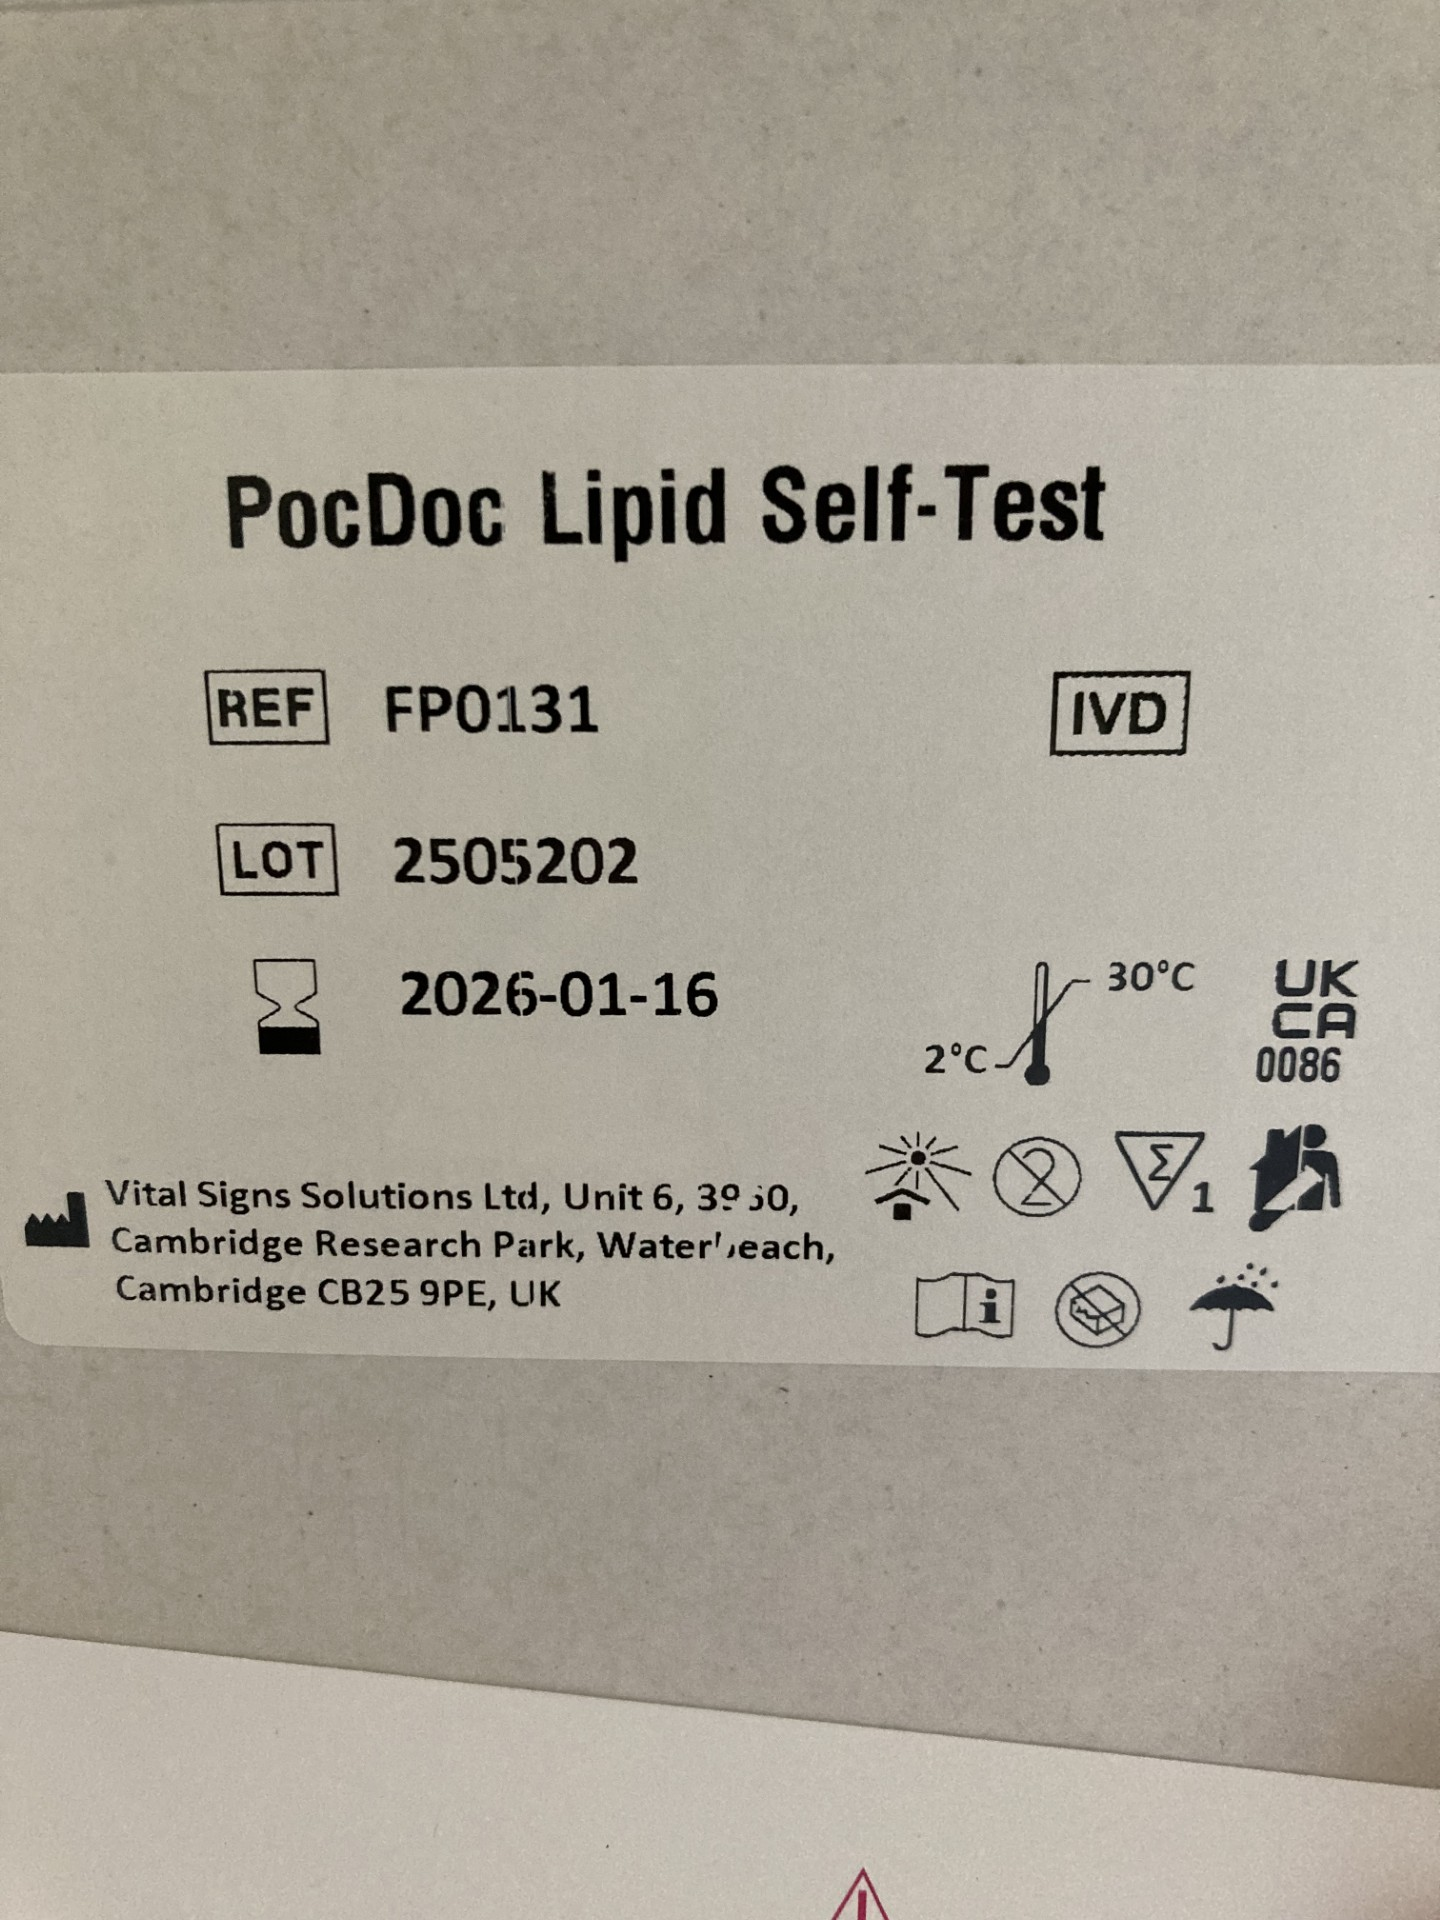 PocDoc Lipid Self-Test
REF FP0131
IVD
LOT 2505202
2026-01-16
30°C
2°C
UK
CA
0086
2
Σ 1
Vital Signs Solutions Ltd, Unit 6,
Cambridge Research Park,
Cambridge CB25 9PE, UK
i